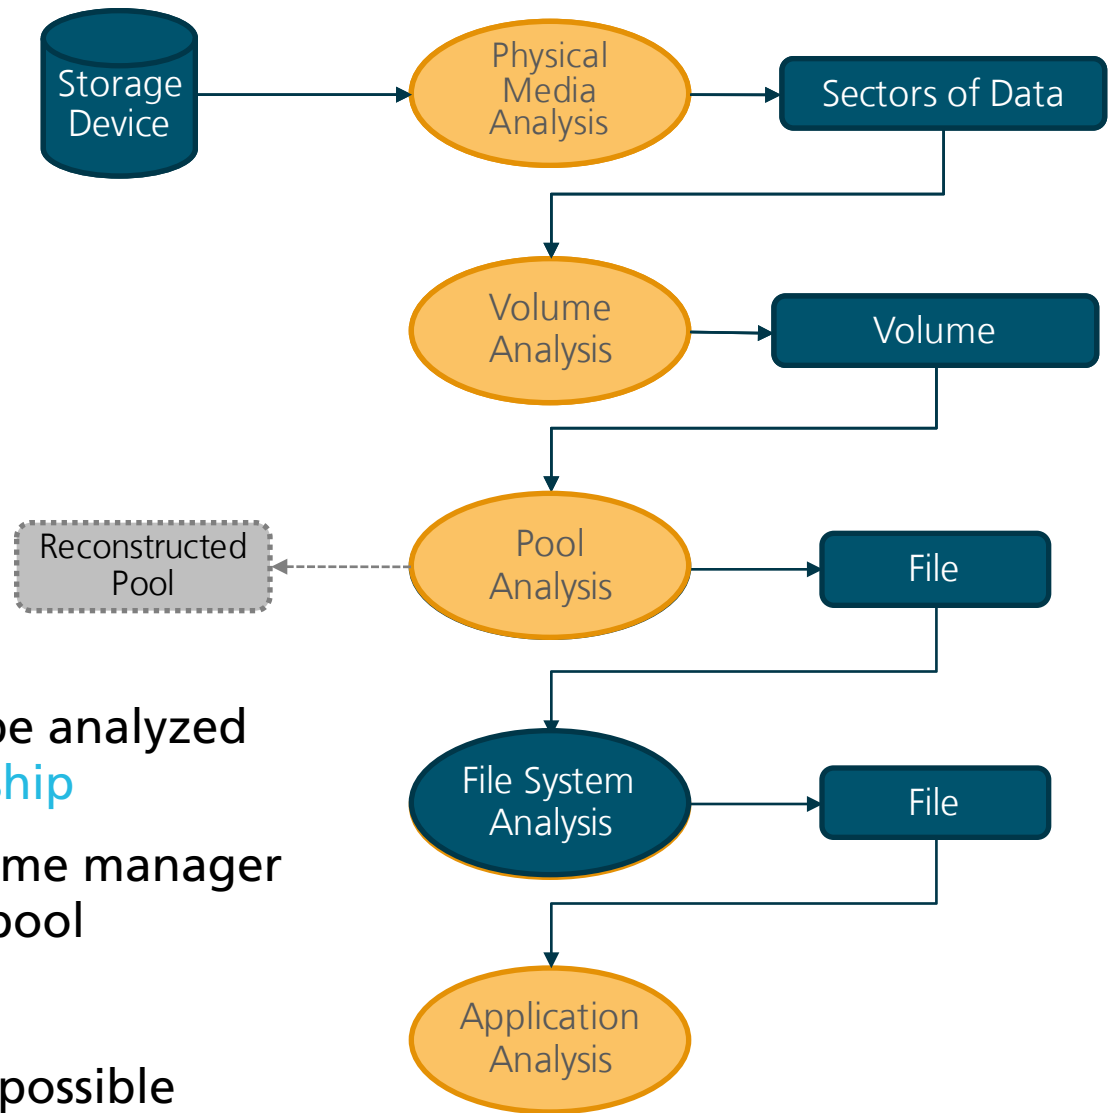 Storage
Device
Physical
Media
Analysis
Sectors of Data
Volume
Analysis
Volume
Reconstructed
Pool
Pool
Analysis
File
be analyzed
ship
File System
Analysis
File
me manager
pool
Application
Analysis
possible